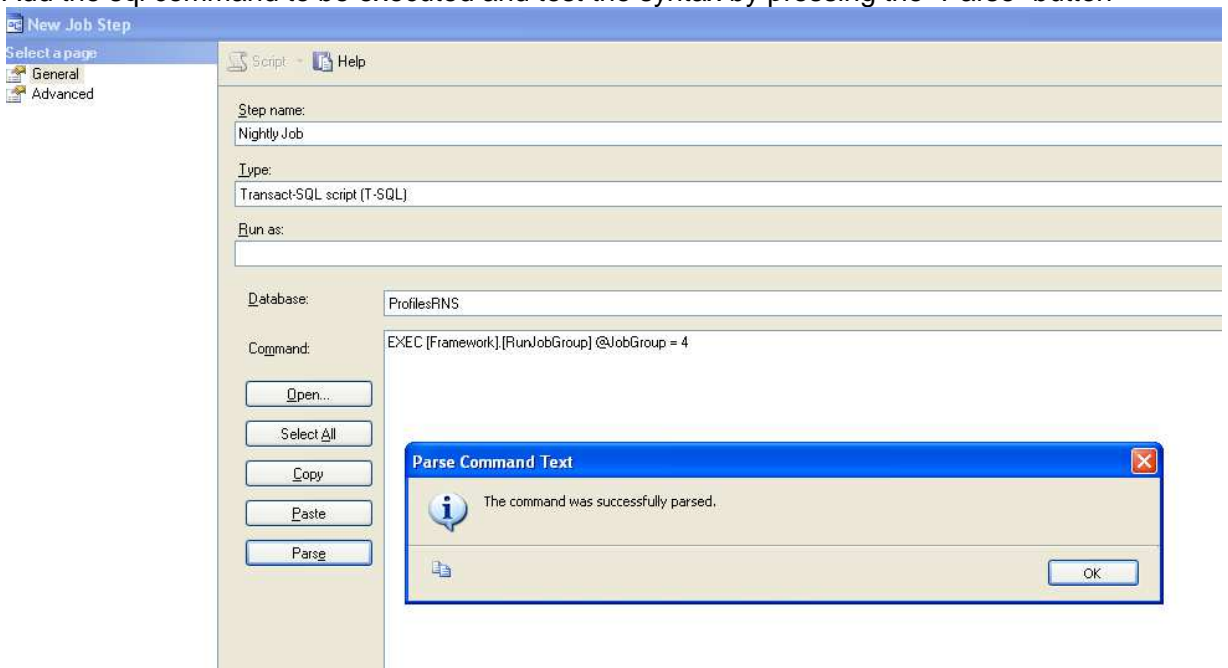 Add the sql command to be executed and test the syntax by pressing the "Parse" button
New Job Step
Select a page
General
Advanced
Script
Help
Step name:
Nightly Job
Type:
Transact-SQL script (T-SQL)
Run as:
Database:
ProfilesRNS
Command:
EXEC [Framework].[RunJobGroup] @JobGroup = 4
Open...
Select All
Copy
Paste
Parse
Parse Command Text
The command was successfully parsed.
OK